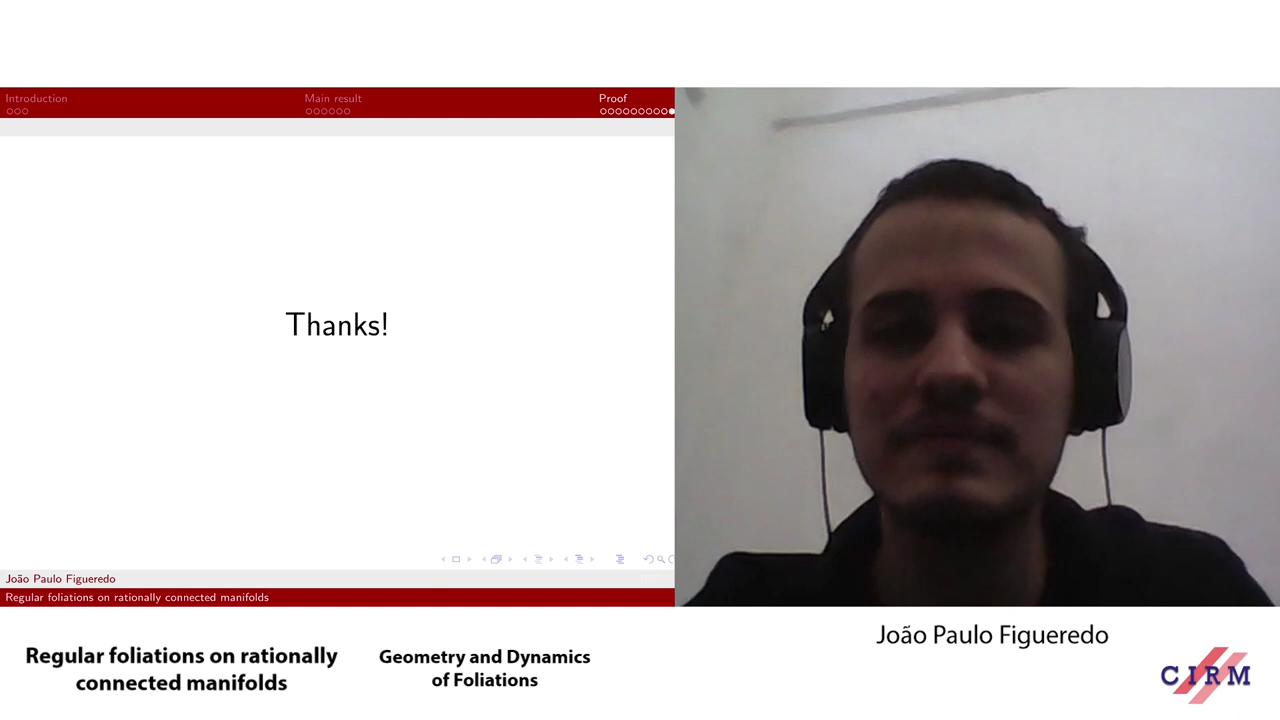 Introduction
Main result
Proof
Thanks!
João Paulo Figueredo
Regular foliations on rationally connected manifolds
João Paulo Figueredo
Regular foliations on rationally
connected manifolds
Geometry and Dynamics
of Foliations
CIRM